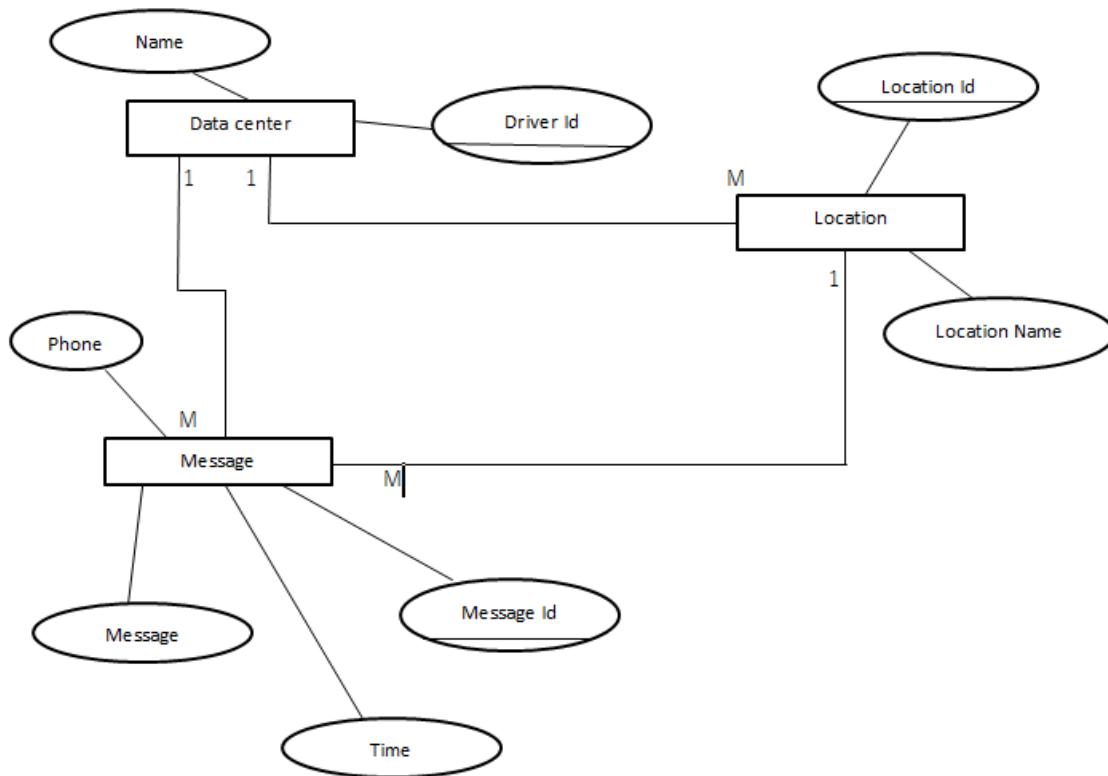 Name
Location Id
Data center
Driver Id
1
1
M
Location
1
Location Name
Phone
M
Message
M
Message Id
Message
Time